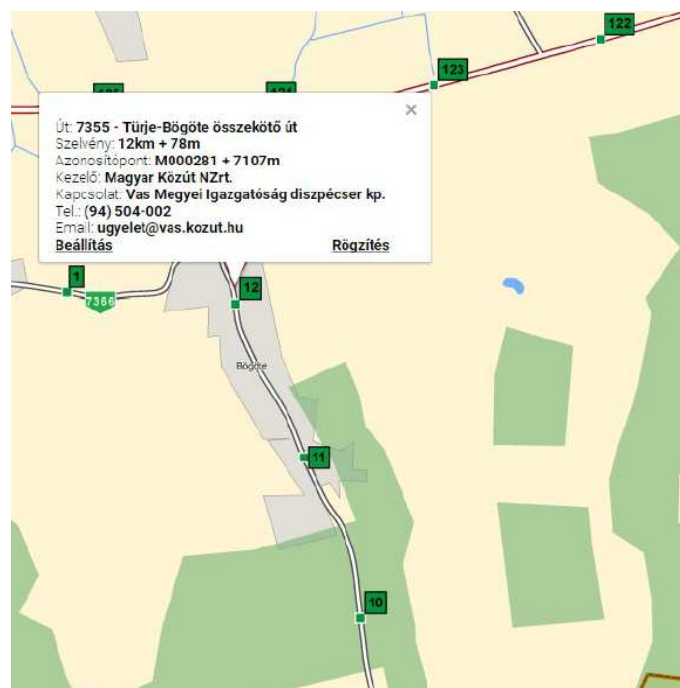 122
123
×
Út: 7355 - Türje-Bögöte összekötő út
Szelvény: 12km + 78m
Azonosítópont: M000281 + 7107m
Kezelő: Magyar Közút NZrt.
Kapcsolat: Vas Megyei Igazgatóság diszpécser kp.
Tel.: (94) 504-002
Email: ugyelet@vas.kozut.hu
Beállítás Rögzítés
1
7366
12
Bögöte
11
10